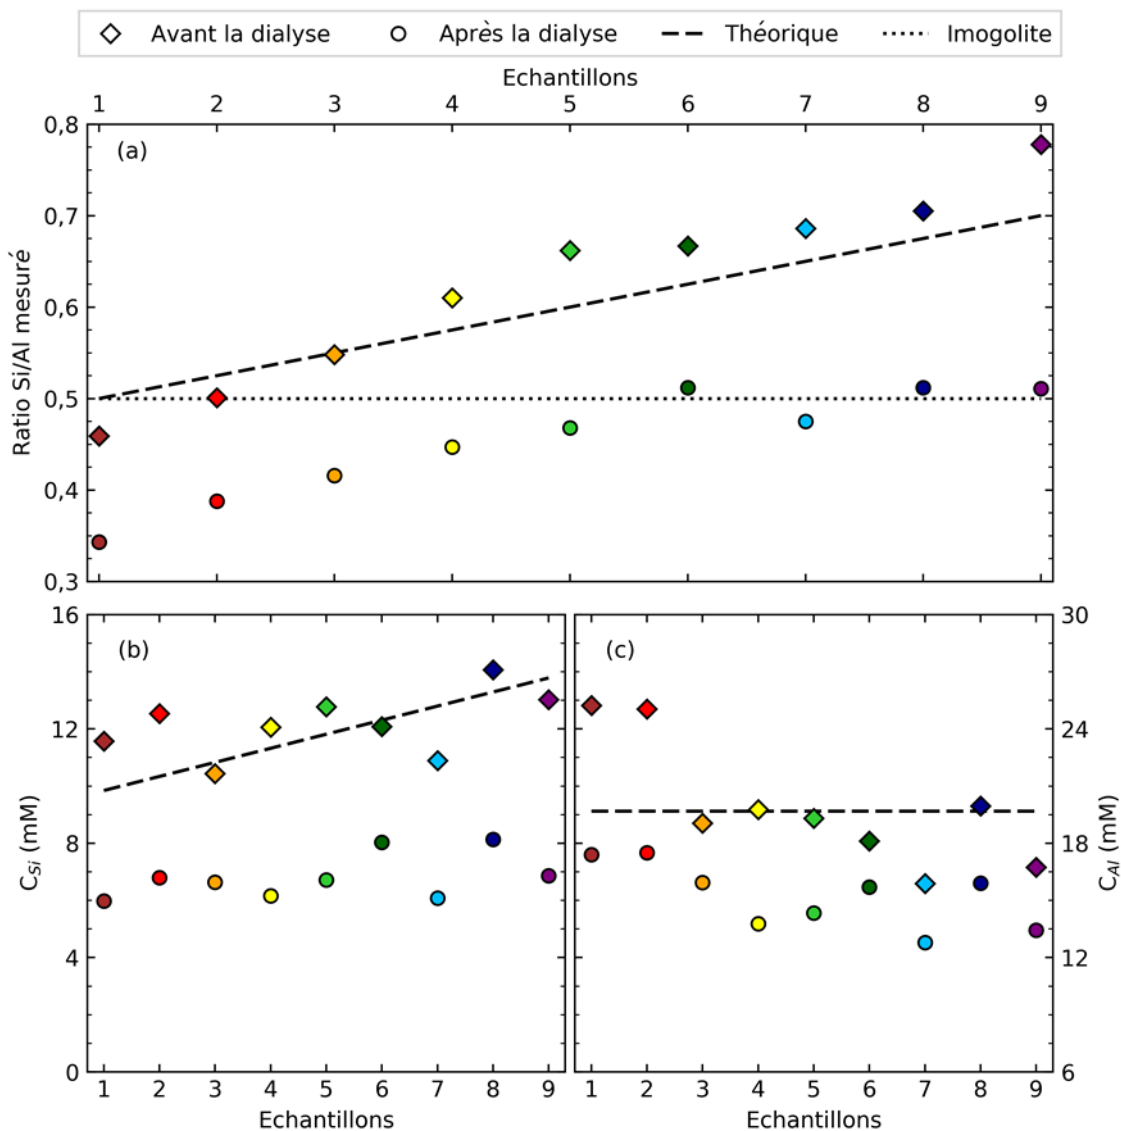 Avant la dialyse Après la dialyse Théorique Imogolite
Echantillons
1 2 3 4 5 6 7 8 9
0,8
(a)
0,7
0,6
0,5
0,4
0,3
Ratio Si/Al mesuré
16
(b)
12
8
4
0
C_Si (mM)
1 2 3 4 5 6 7 8 9
Echantillons
30
(c)
24
18
12
6
C_Al (mM)
1 2 3 4 5 6 7 8 9
Echantillons